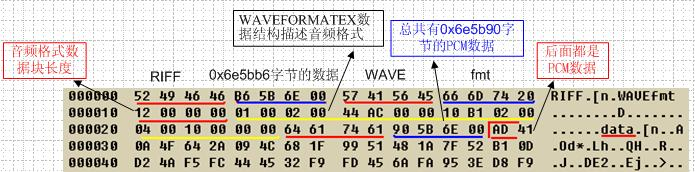 WAVEFORMATEX数
据结构描述音频格式
总共有0x6e5b90字
节的PCM数据
音频格式数
据块长度
后面都是
PCM数据
RIFF 0x6e5bb6字节的数据 WAVE fmt
000000 52 49 46 46 B6 5B 6E 00 57 41 56 45 66 6D 74 20 RIFF.[n.WAVEfmt
000010 12 00 00 00 01 00 02 00 44 AC 00 00 10 B1 02 00 ........D.......
000020 04 00 10 00 00 00 64 61 74 61 90 5B 6E 00 AD 41 ......data.[n..A
000030 0A 4F 64 2A 09 4C 68 1F 99 51 48 1A 7F 52 B1 0D .Od*.Lh..QH..R..
000040 D2 4A F5 FC 44 45 32 F9 FD 45 6A FA 95 3E D8 F9 .J..DE2..Ej..>..